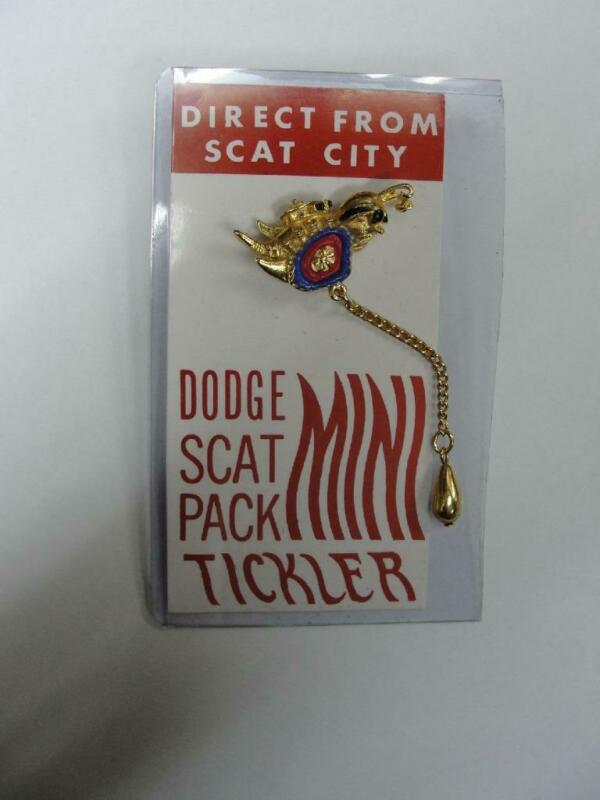 DIRECT FROM
SCAT CITY
DODGE
SCAT
PACK
MINI
TICKLER